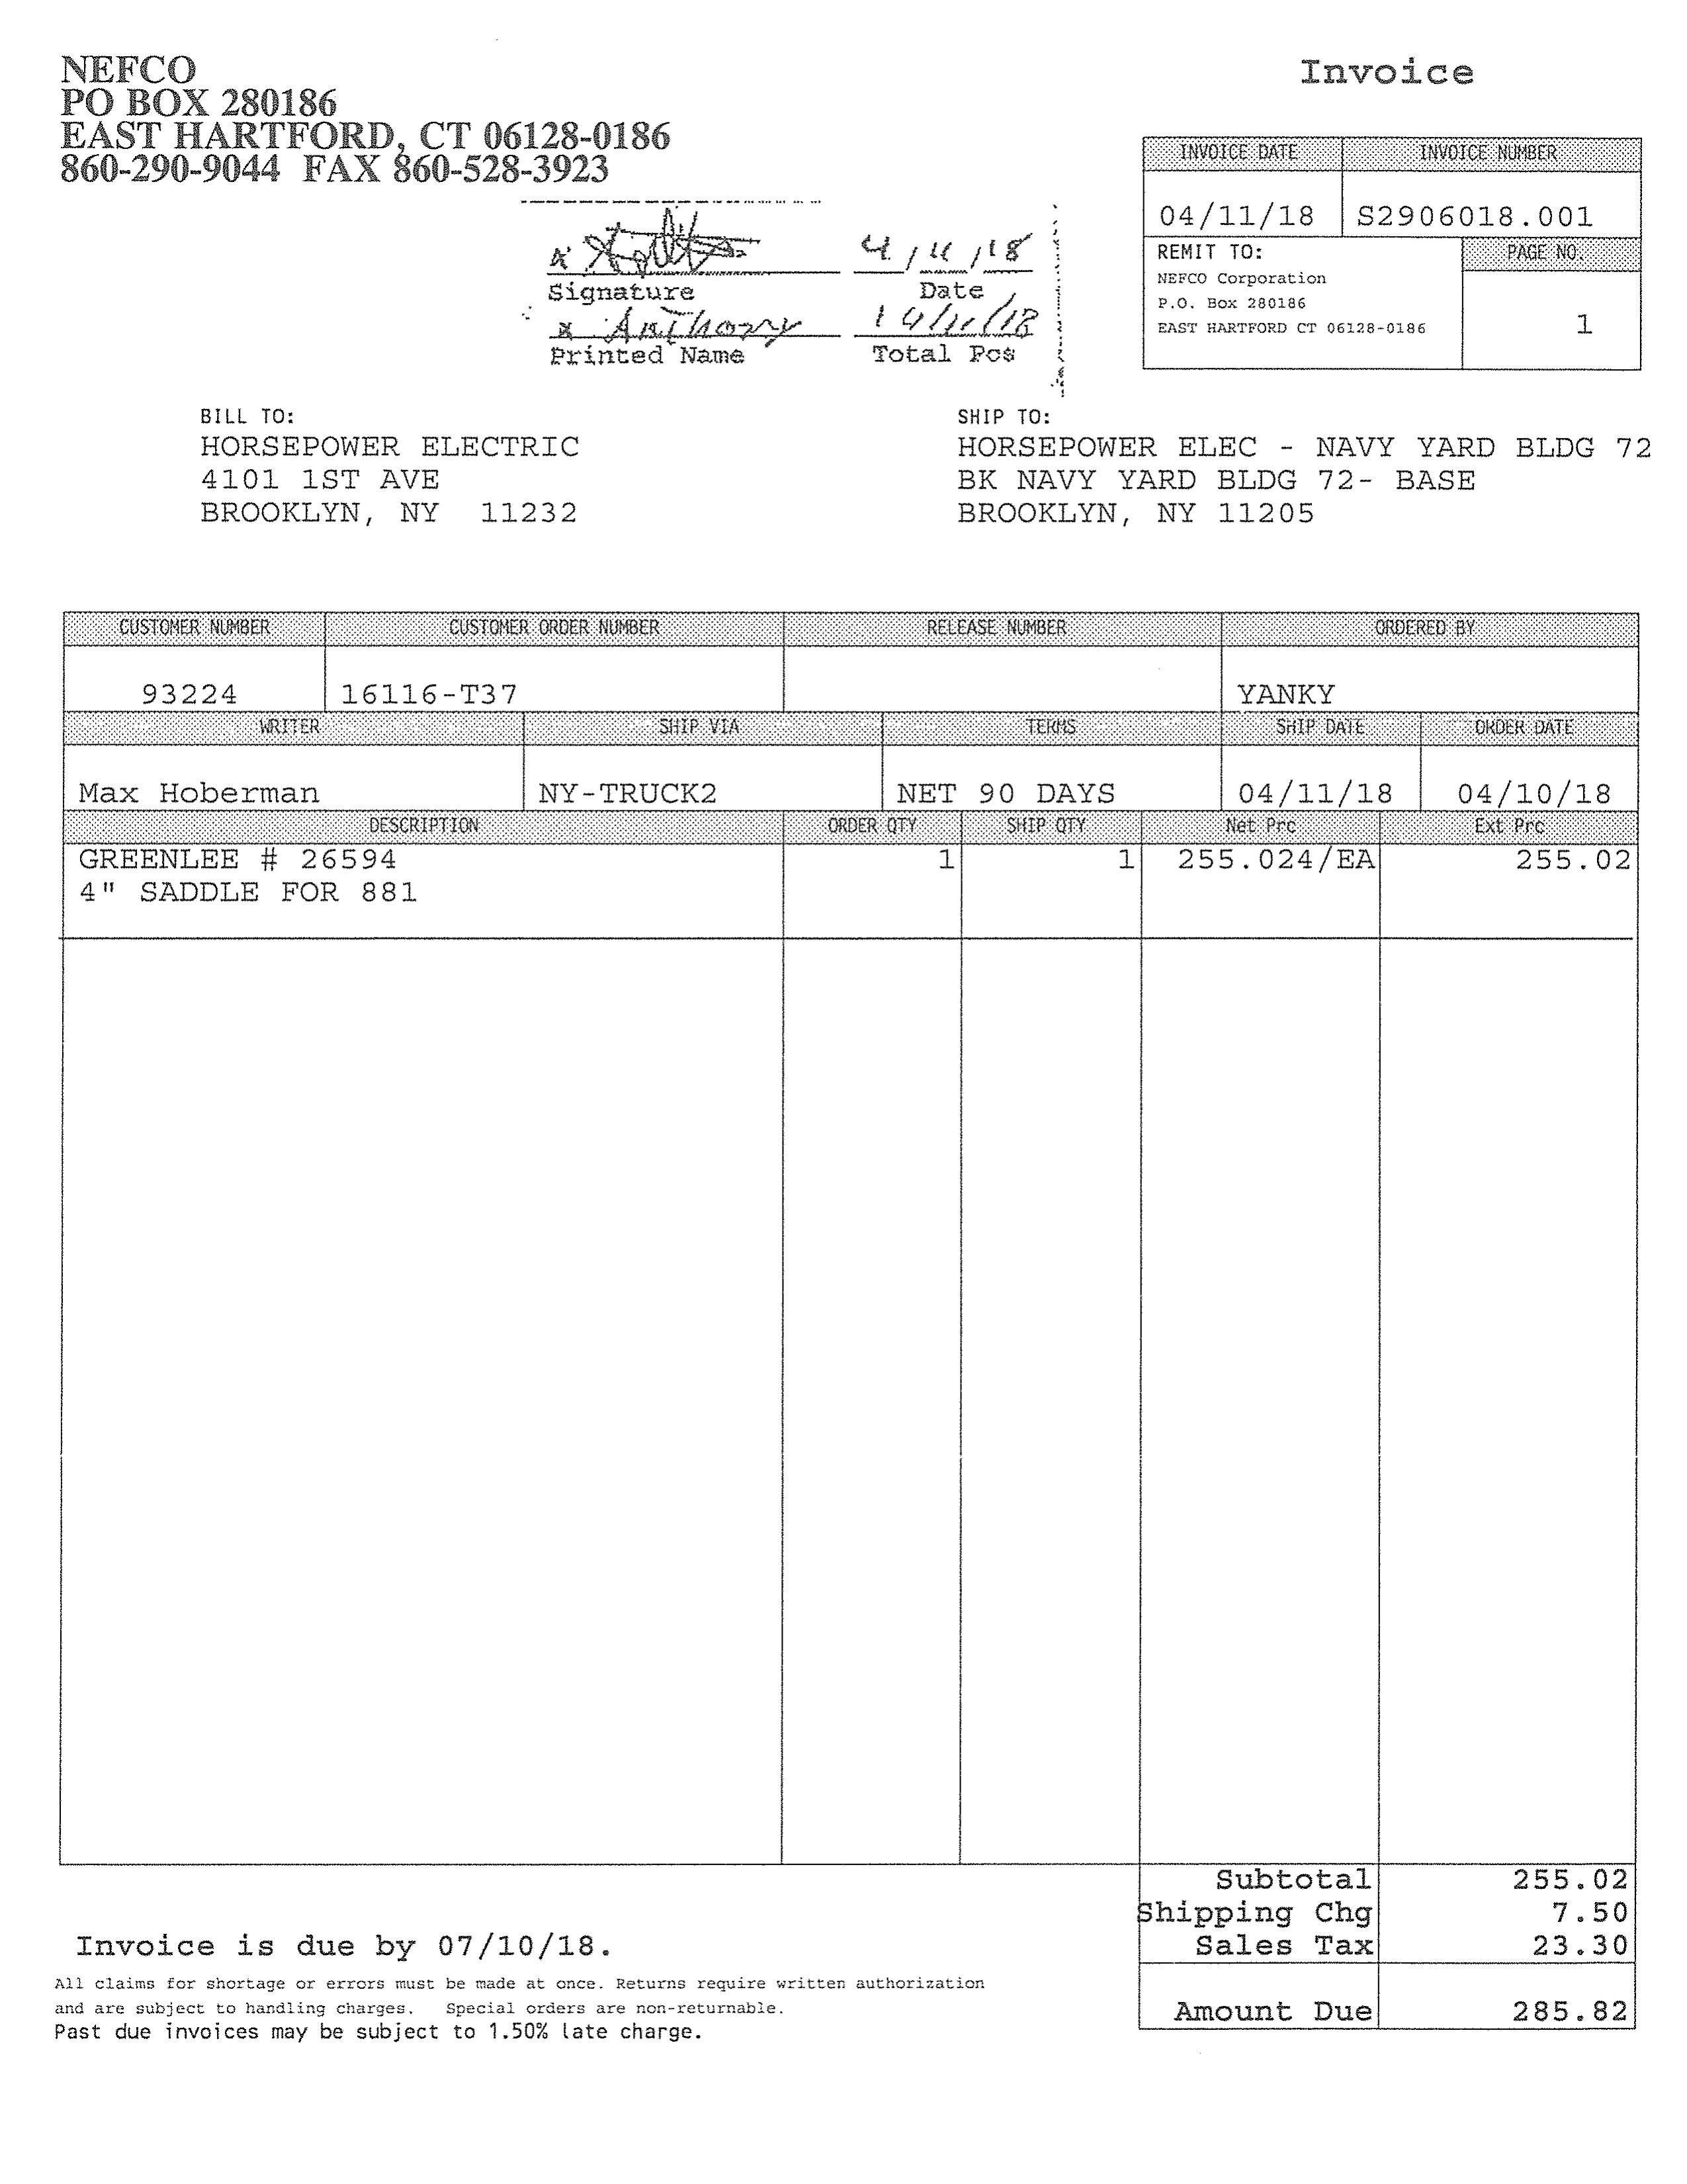 NEFCO
PO BOX 280186
EAST HARTFORD, CT 06128-0186
860-290-9044 FAX 860-528-3923
Invoice
INVOICE DATE INVOICE NUMBER
04/11/18 S2906018.001
REMIT TO: PAGE NO.
NEFCO Corporation
P.O. Box 280186
EAST HARTFORD CT 06128-0186
1
x 4/11/18
Signature Date
x Anthony
Printed Name Total Pcs
BILL TO:
HORSEPOWER ELECTRIC
4101 1ST AVE
BROOKLYN, NY 11232
SHIP TO:
HORSEPOWER ELEC - NAVY YARD BLDG 72
BK NAVY YARD BLDG 72- BASE
BROOKLYN, NY 11205
CUSTOMER NUMBER CUSTOMER ORDER NUMBER RELEASE NUMBER ORDERED BY
93224 16116-T37 YANKY
WRITER SHIP VIA TERMS SHIP DATE ORDER DATE
Max Hoberman NY-TRUCK2 NET 90 DAYS 04/11/18 04/10/18
DESCRIPTION ORDER QTY SHIP QTY Net Prc Ext Prc
GREENLEE # 26594 1 1 255.024/EA 255.02
4" SADDLE FOR 881
Subtotal 255.02
Shipping Chg 7.50
Sales Tax 23.30
Amount Due 285.82
Invoice is due by 07/10/18.
All claims for shortage or errors must be made at once. Returns require written authorization
and are subject to handling charges. Special orders are non-returnable.
Past due invoices may be subject to 1.50% late charge.